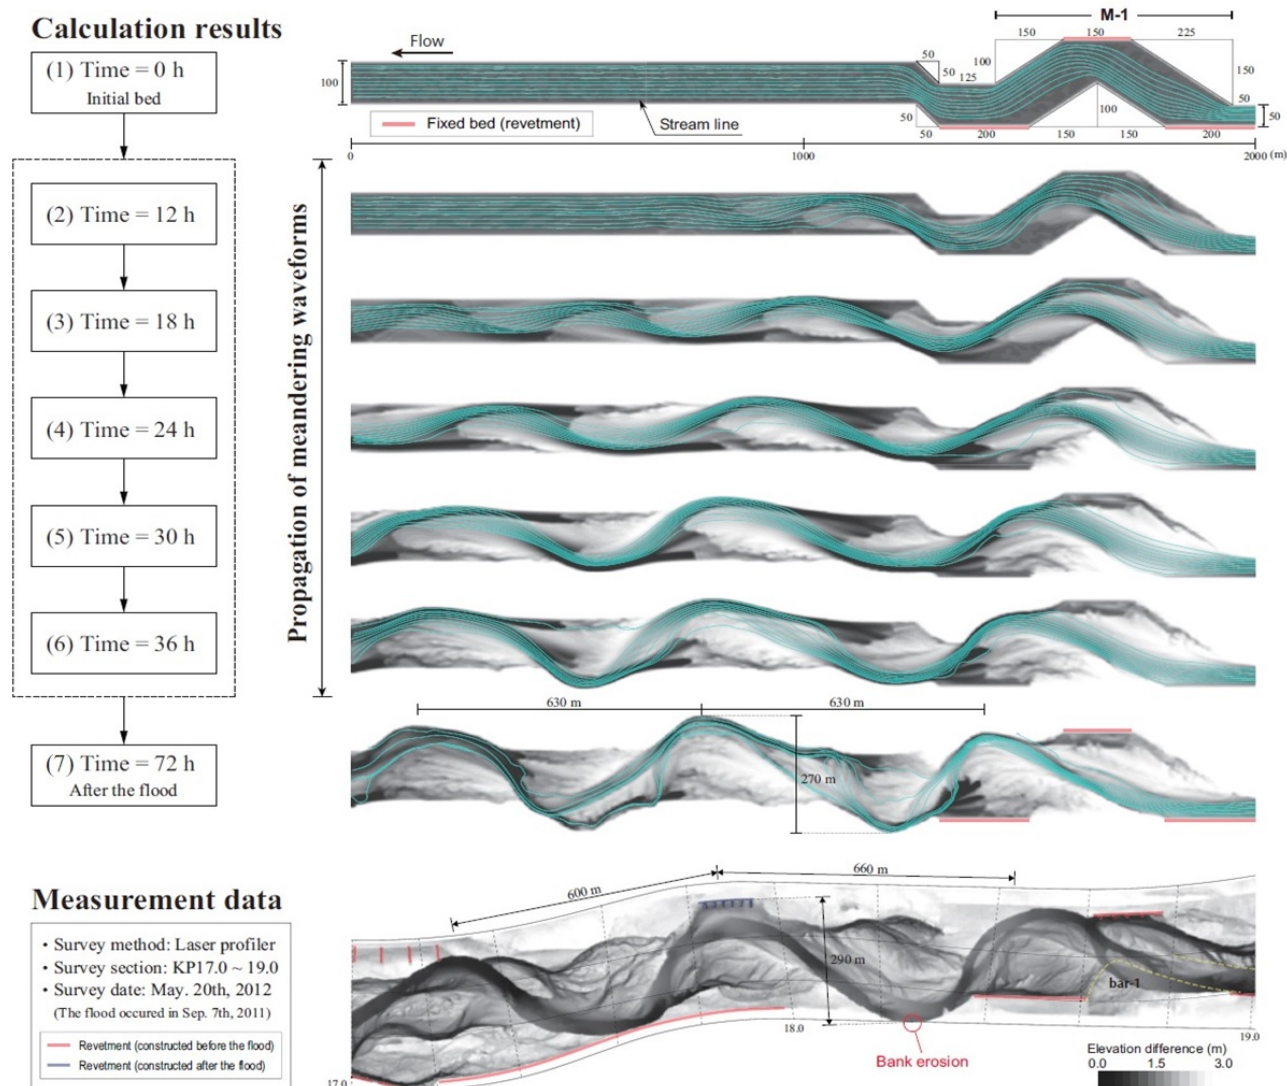 Calculation results
(1) Time = 0 h
Initial bed
(2) Time = 12 h
(3) Time = 18 h
(4) Time = 24 h
(5) Time = 30 h
(6) Time = 36 h
(7) Time = 72 h
After the flood
Propagation of meandering waveforms
Flow
M-1
150
150
225
100
50
50
125
100
150
50
50
Fixed bed (revetment)
Stream line
50
50
200
150
100
150
200
0
1000
2000 (m)
630 m
630 m
270 m
Measurement data
• Survey method: Laser profiler
• Survey section: KP17.0 ~ 19.0
• Survey date: May. 20th, 2012
(The flood occured in Sep. 7th, 2011)
Revetment (constructed before the flood)
Revetment (constructed after the flood)
600 m
660 m
290 m
bar-1
17.0
18.0
19.0
Bank erosion
Elevation difference (m)
0.0 1.5 3.0